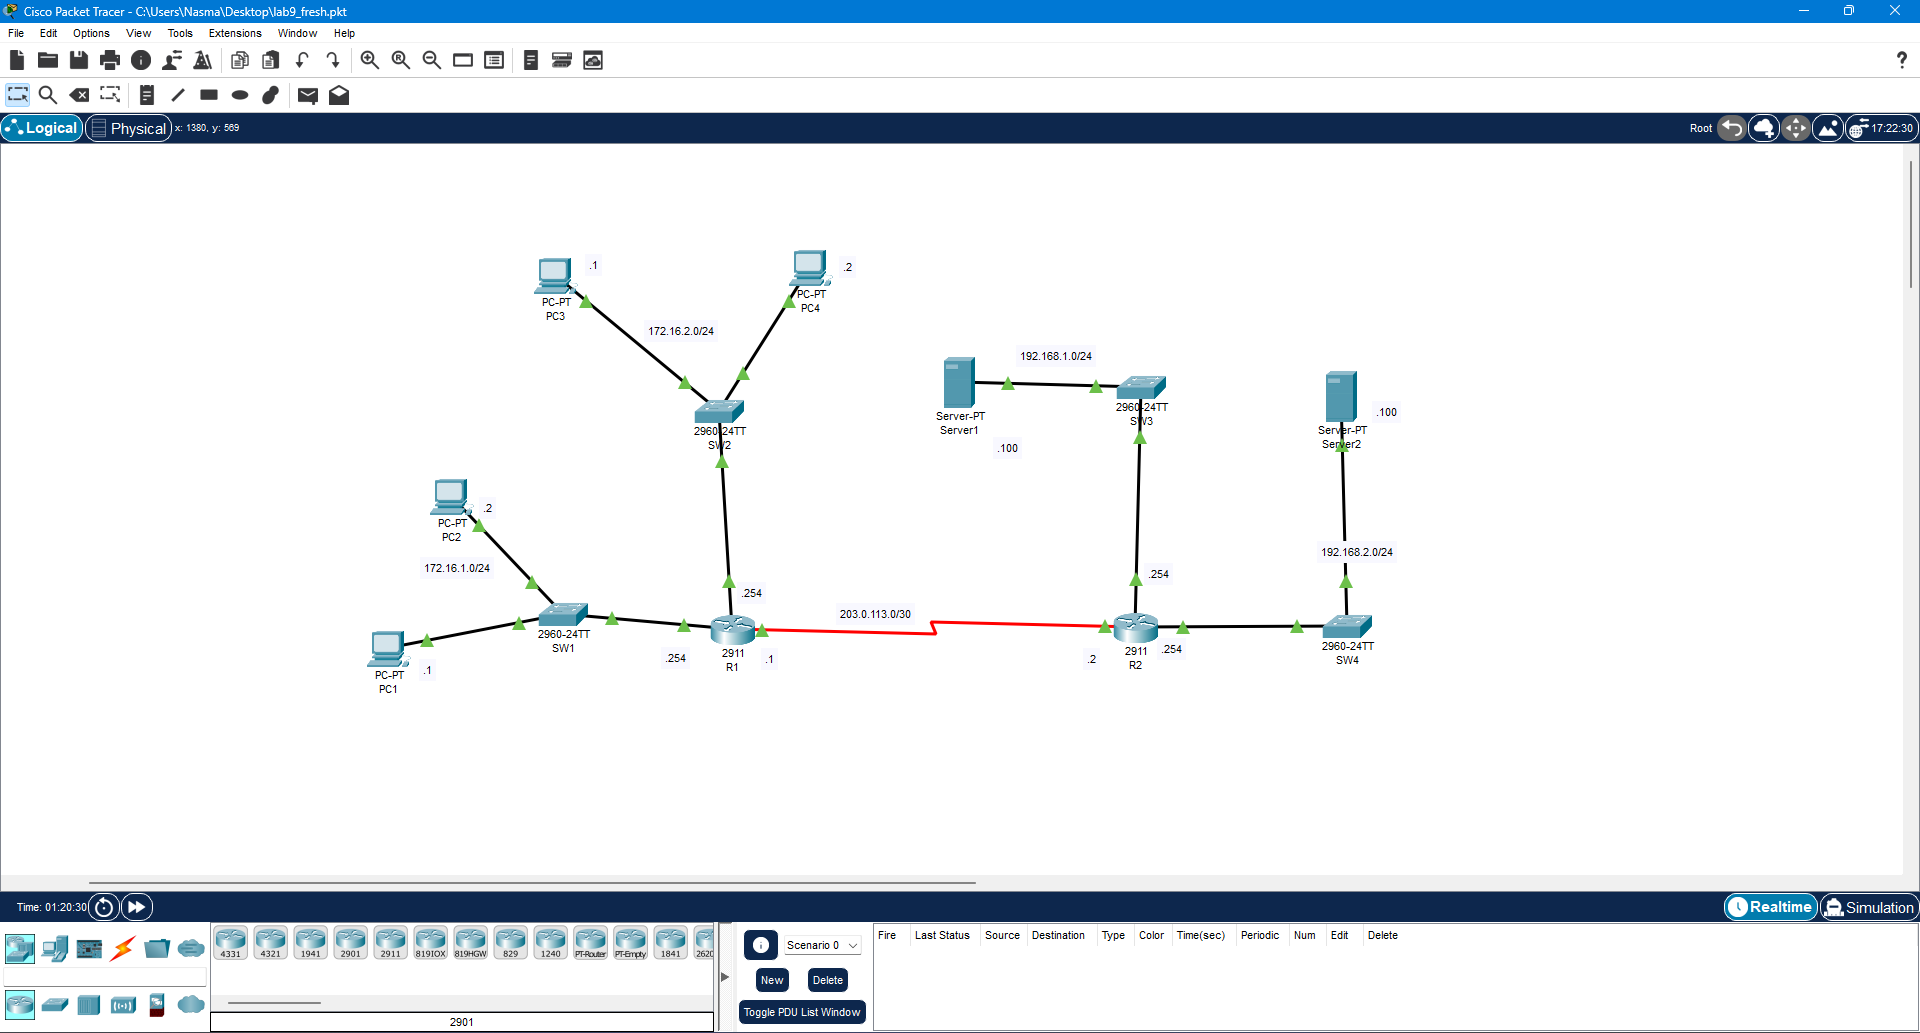 Cisco Packet Tracer - C:\Users\Nasma\Desktop\lab9_fresh.pkt
File Edit Options View Tools Extensions Window Help
?
Logical Physical x: 1380, y: 569 Root 17:22:30
PC-PT
PC3
.1
PC-PT
PC4
.2
172.16.2.0/24
2960-24TT
SW2
PC-PT
PC2
.2
172.16.1.0/24
PC-PT
PC1
.1
2960-24TT
SW1
.254
.254
2911
R1
.1
203.0.113.0/30
Server-PT
Server1
.100
192.168.1.0/24
2960-24TT
SW3
.254
.2
2911
R2
.254
Server-PT
Server2
.100
192.168.2.0/24
2960-24TT
SW4
Time: 01:20:30 Realtime Simulation
4331 4321 1941 2901 2911 819IOX 819HGW 829 1240 PT-Router PT-Empty 1841 2620
2901
Scenario 0
New Delete
Toggle PDU List Window
Fire Last Status Source Destination Type Color Time(sec) Periodic Num Edit Delete